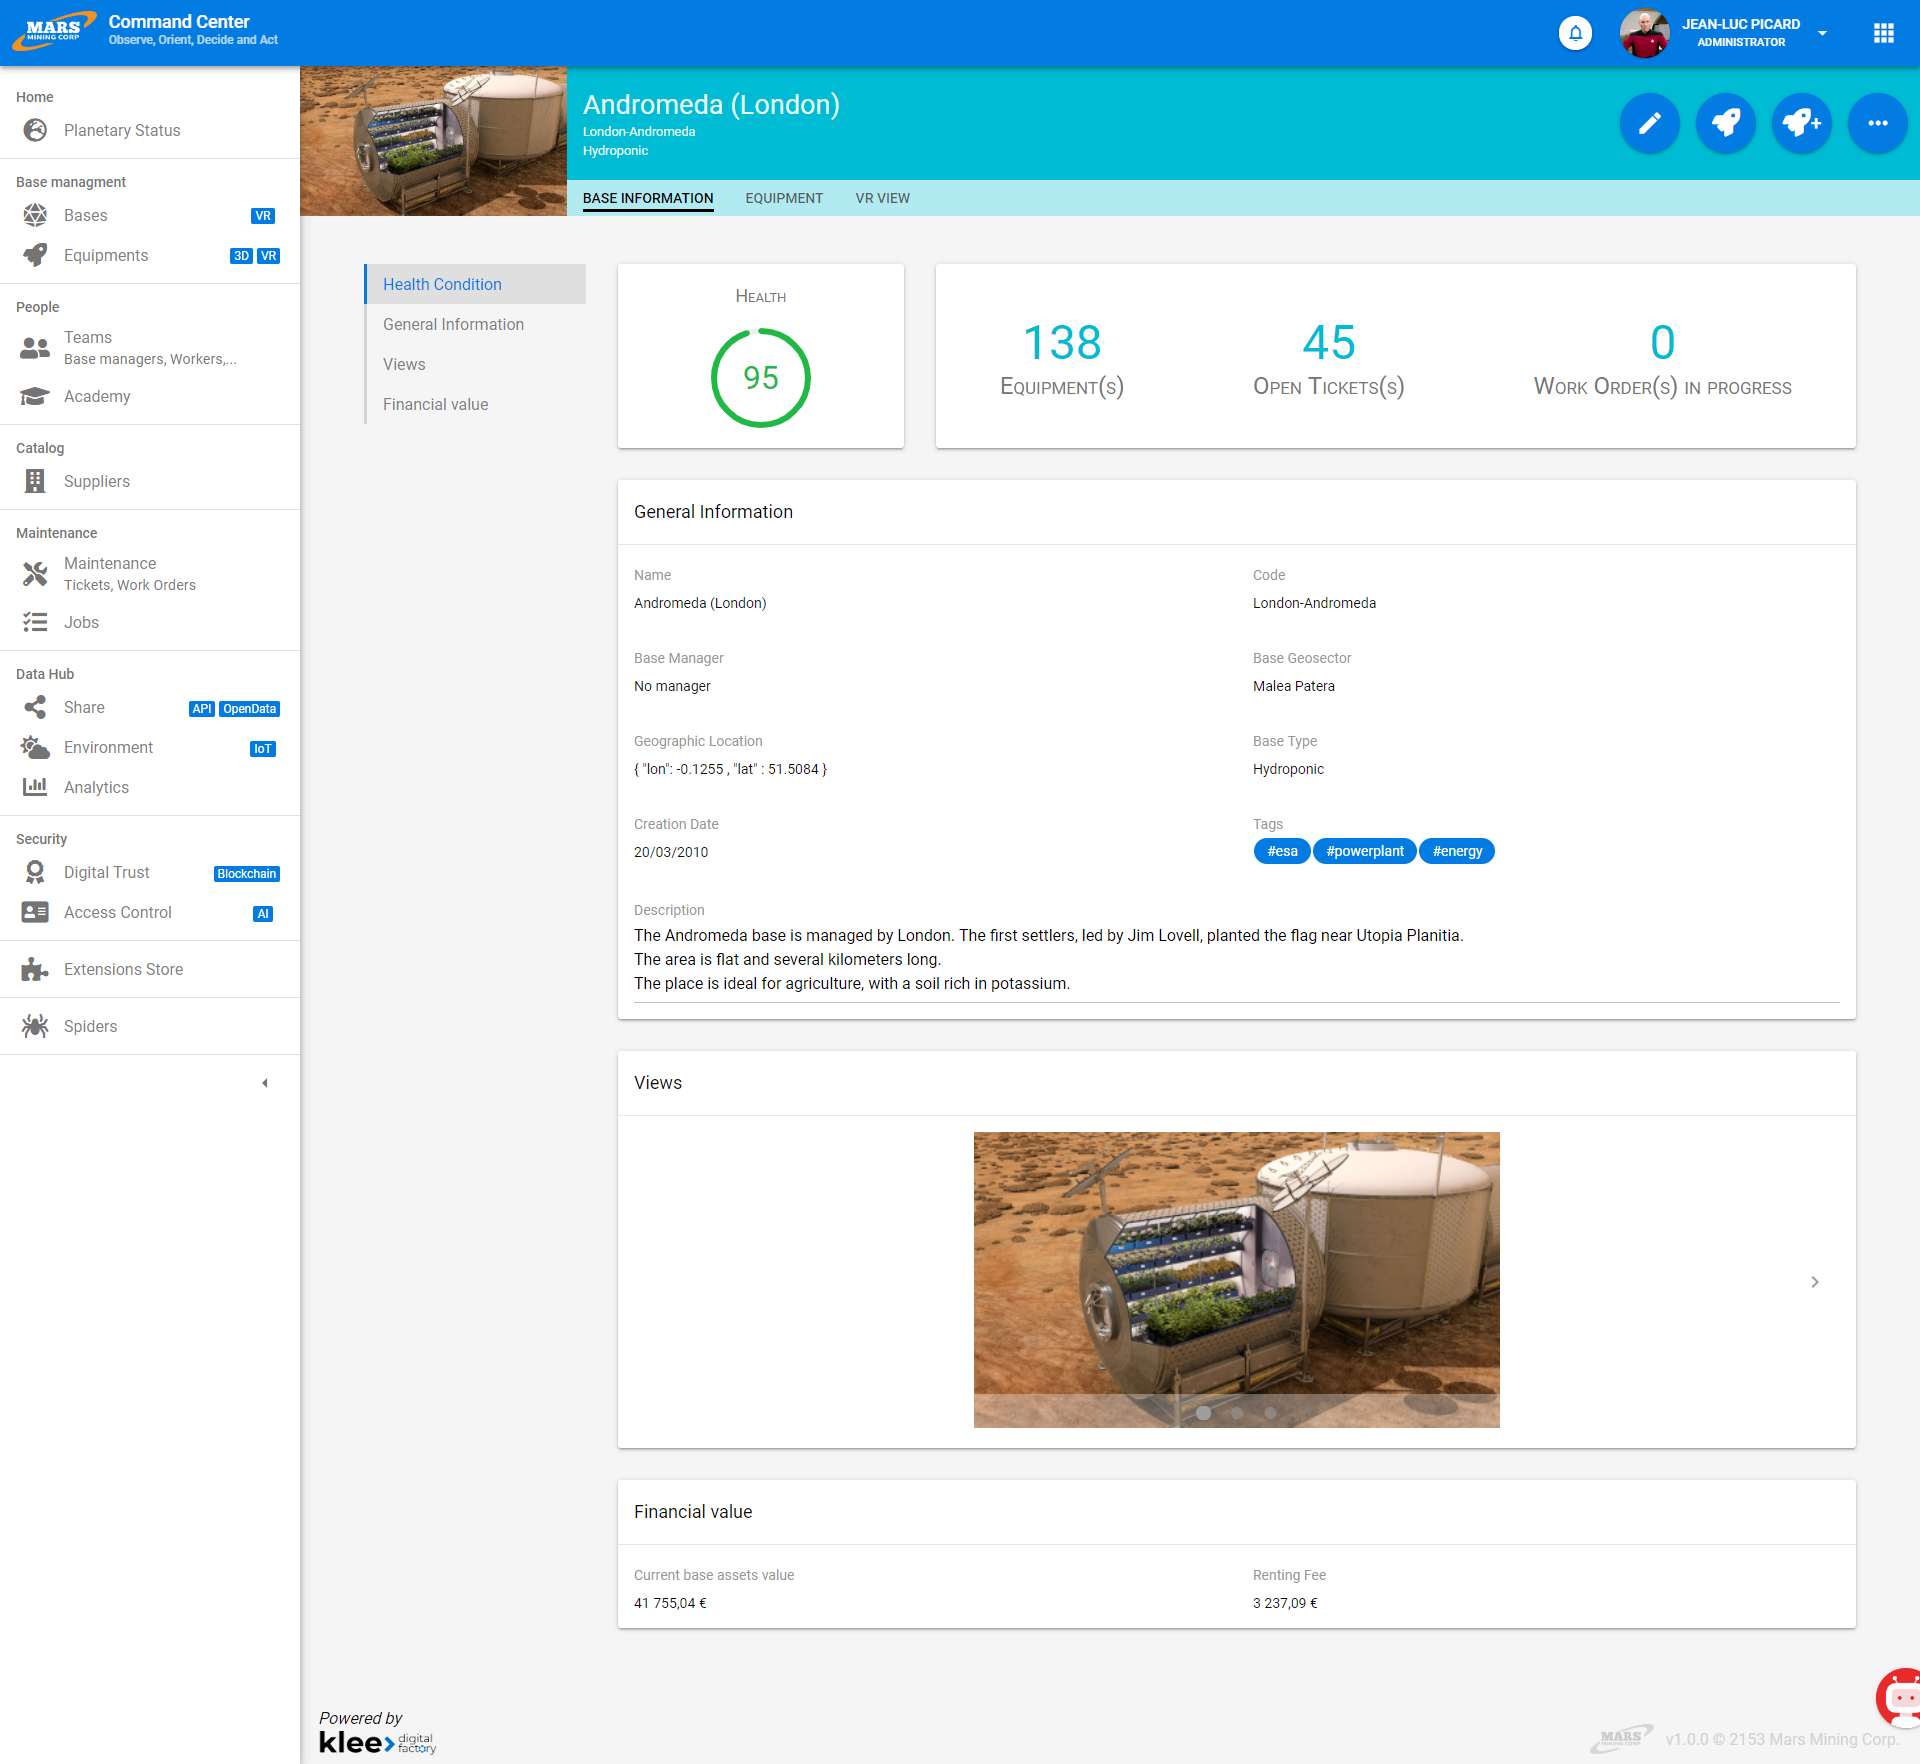 MARS
MINING CORP
Command Center
Observe, Orient, Decide and Act
JEAN-LUC PICARD
ADMINISTRATOR
Home
Planetary Status
Base managment
Bases
VR
Equipments
3D VR
People
Teams
Base managers, Workers,...
Academy
Catalog
Suppliers
Maintenance
Maintenance
Tickets, Work Orders
Jobs
Data Hub
Share
API OpenData
Environment
IoT
Analytics
Security
Digital Trust
Blockchain
Access Control
AI
Extensions Store
Spiders
Andromeda (London)
London-Andromeda
Hydroponic
BASE INFORMATION
EQUIPMENT
VR VIEW
Health Condition
General Information
Views
Financial value
Health
95
138
Equipment(s)
45
Open Tickets(s)
0
Work Order(s) in progress
General Information
Name
Andromeda (London)
Code
London-Andromeda
Base Manager
No manager
Base Geosector
Malea Patera
Geographic Location
{ "lon": -0.1255 , "lat" : 51.5084 }
Base Type
Hydroponic
Creation Date
20/03/2010
Tags
#esa #powerplant #energy
Description
The Andromeda base is managed by London. The first settlers, led by Jim Lovell, planted the flag near Utopia Planitia.
The area is flat and several kilometers long.
The place is ideal for agriculture, with a soil rich in potassium.
Views
Financial value
Current base assets value
41 755,04 €
Renting Fee
3 237,09 €
Powered by
klee digital factory
MARS
MINING CORP
v1.0.0 © 2153 Mars Mining Corp.